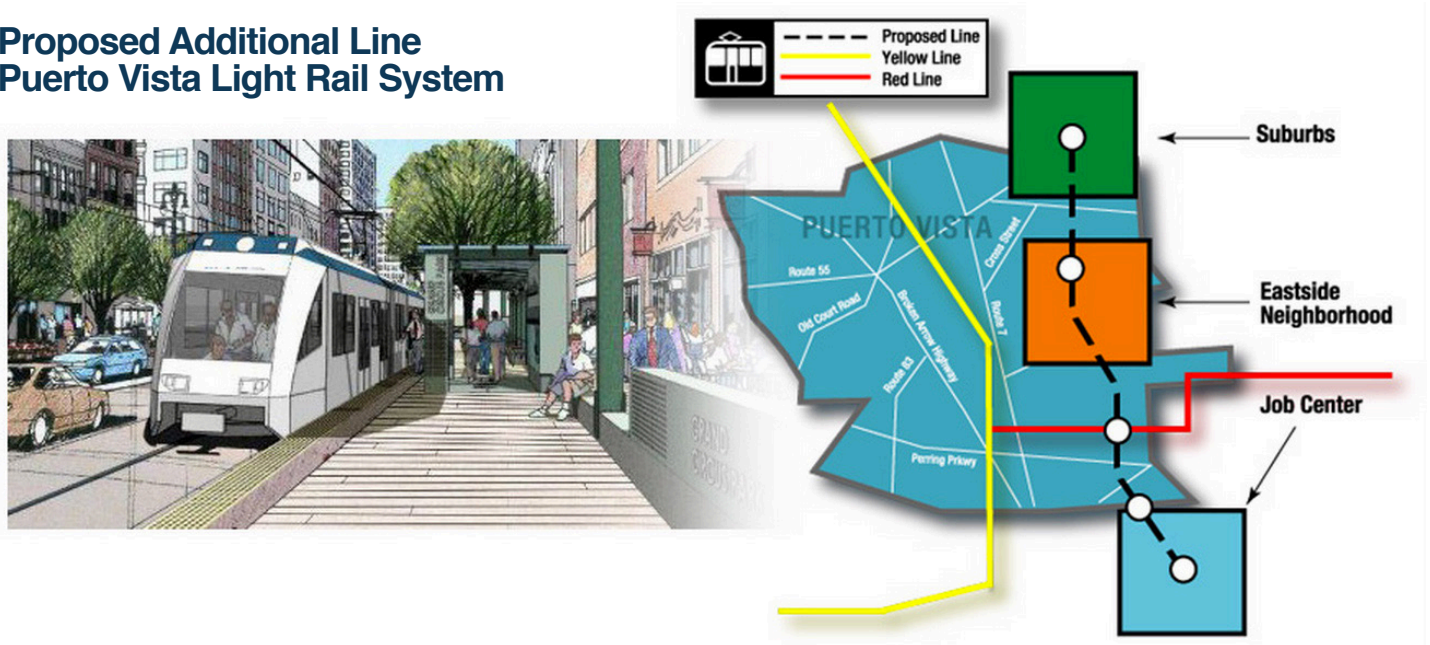 Proposed Additional Line
Puerto Vista Light Rail System
Proposed Line
Yellow Line
Red Line
Suburbs
PUERTO VISTA
Cross Street
Route 55
Old Court Road
Broken Arrow Highway
Route 7
Eastside
Neighborhood
Route 83
Job Center
Perring Prkwy
GRAND